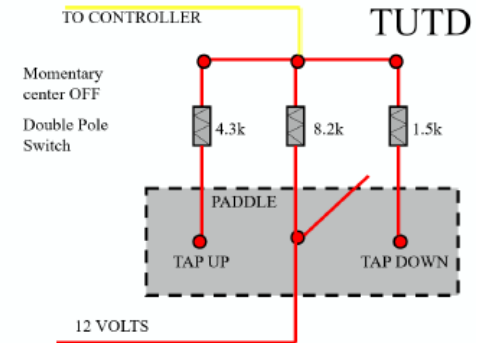 TO CONTROLLER
TUTD
Momentary
center OFF
Double Pole
Switch
4.3k
8.2k
1.5k
PADDLE
TAP UP
TAP DOWN
12 VOLTS